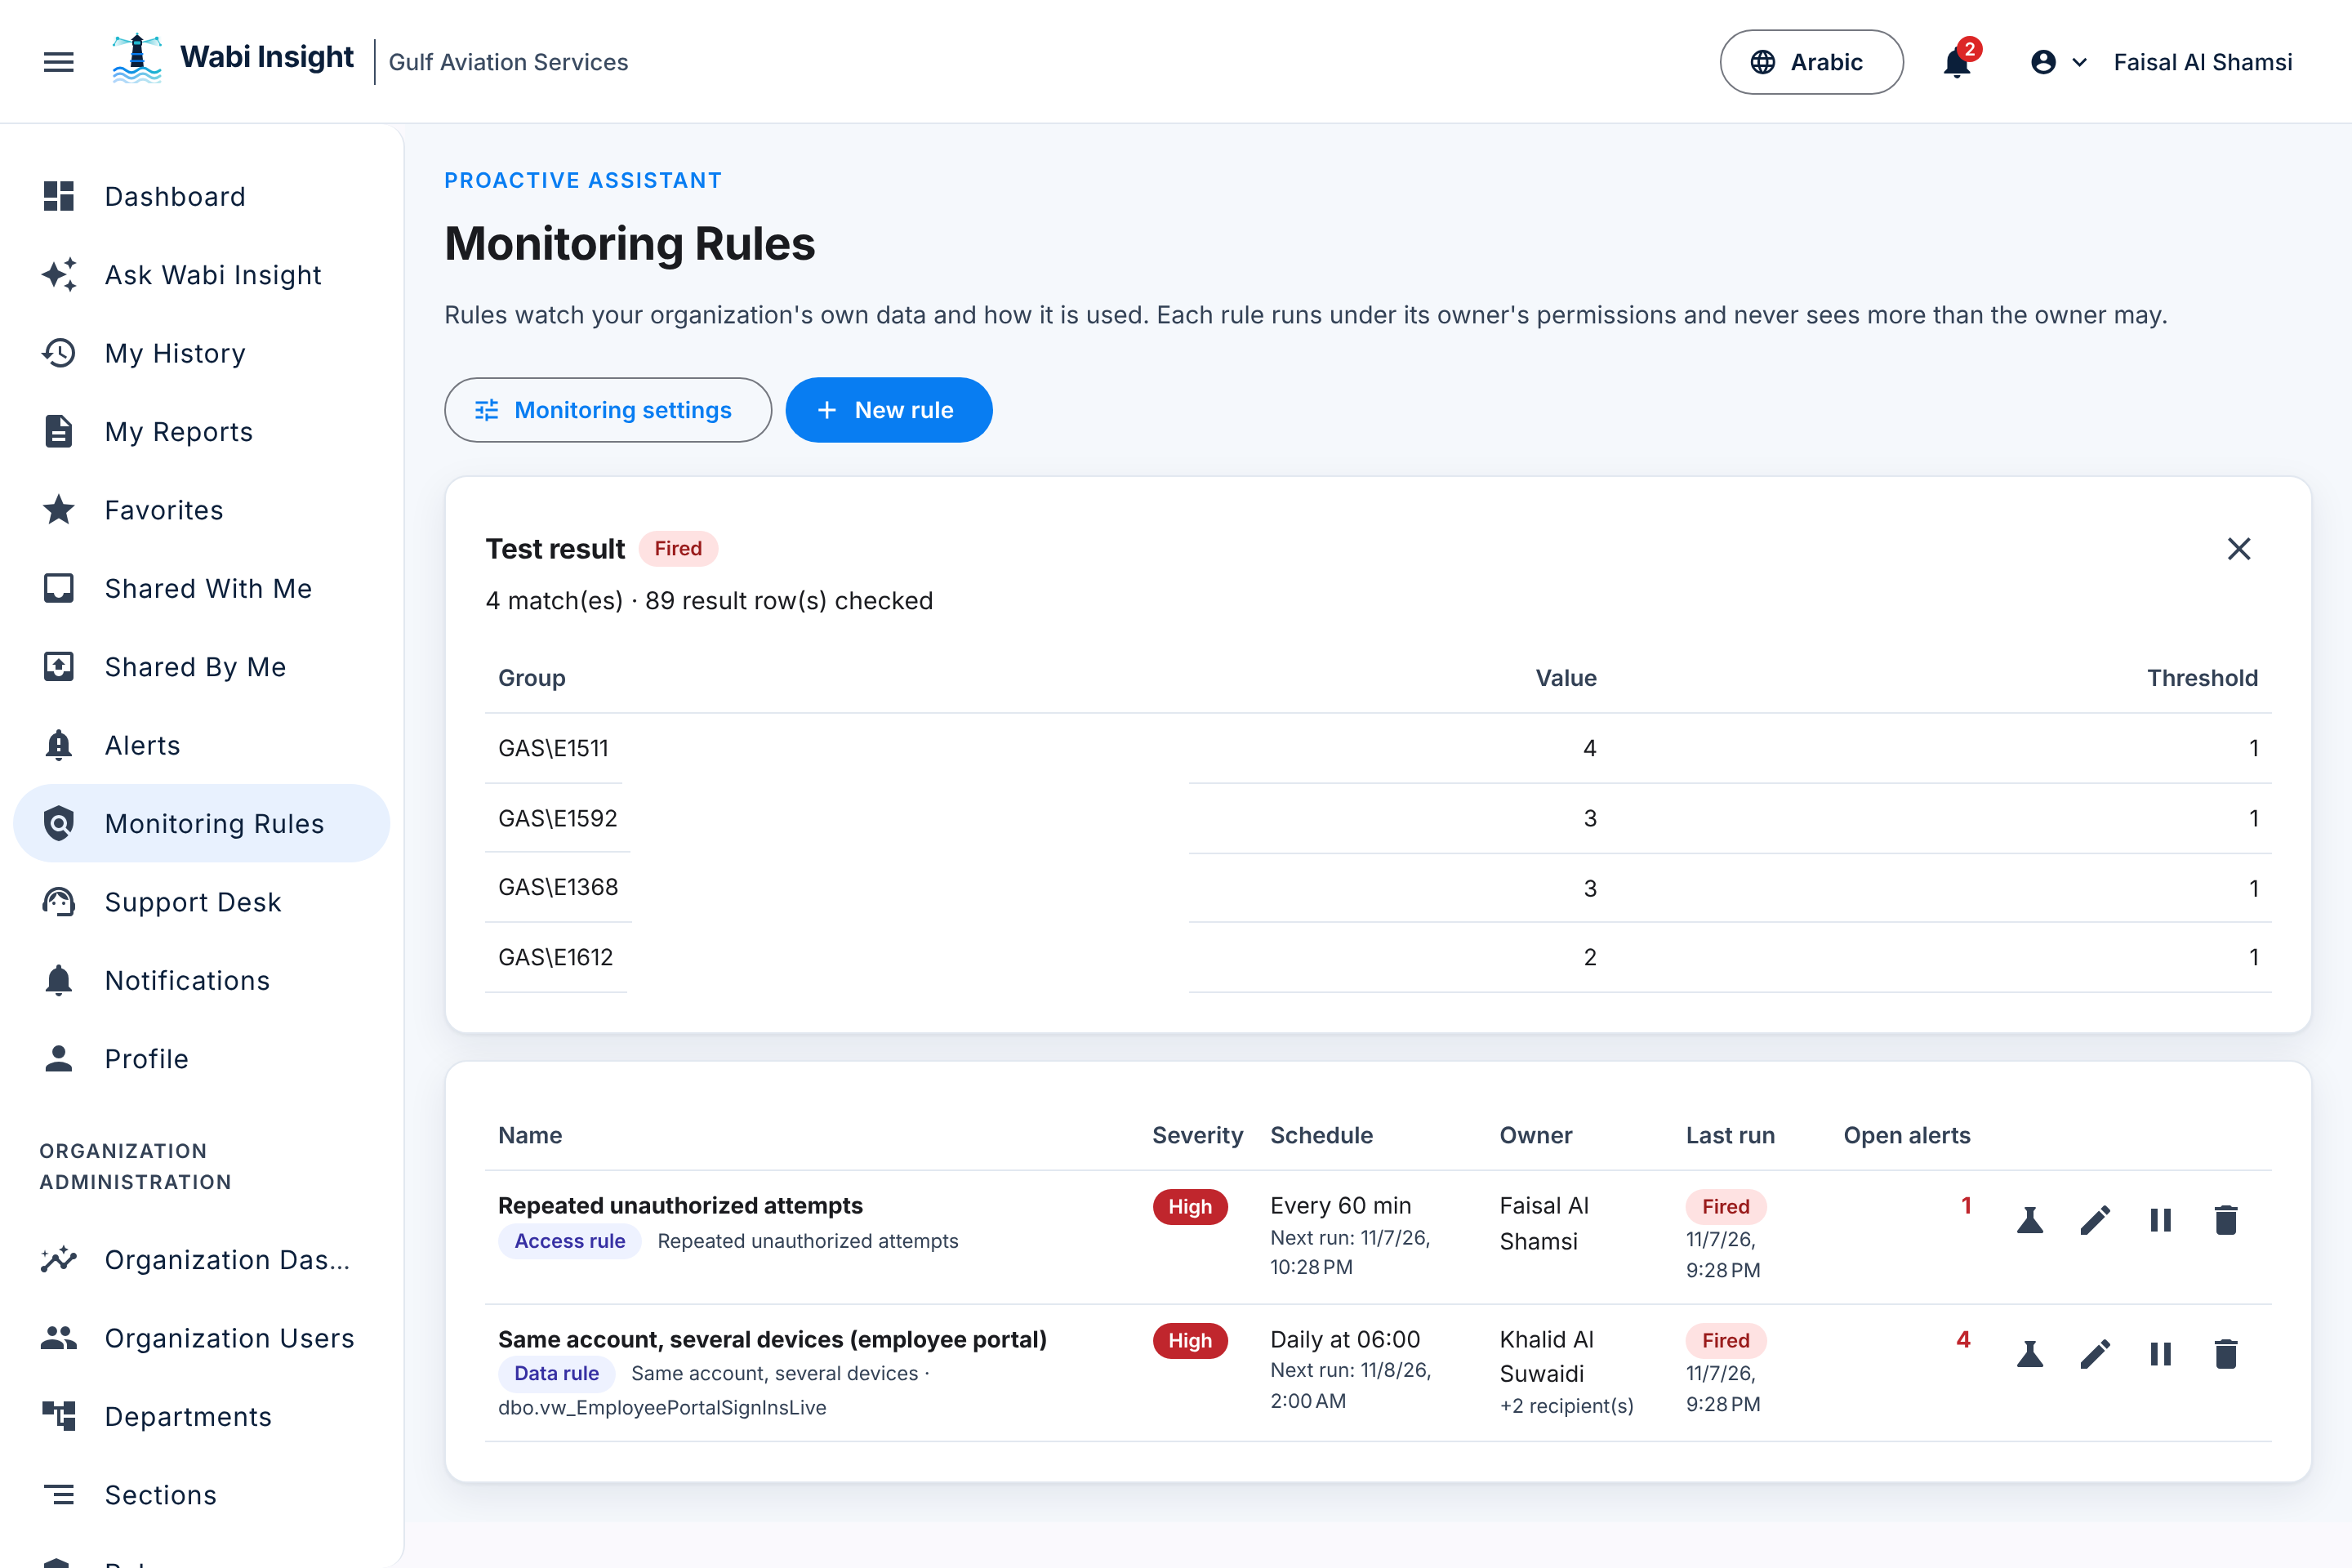 Wabi Insight
Gulf Aviation Services
Arabic
2
Faisal Al Shamsi
Dashboard
Ask Wabi Insight
My History
My Reports
Favorites
Shared With Me
Shared By Me
Alerts
Monitoring Rules
Support Desk
Notifications
Profile
ORGANIZATION
ADMINISTRATION
Organization Das...
Organization Users
Departments
Sections
PROACTIVE ASSISTANT
Monitoring Rules
Rules watch your organization's own data and how it is used. Each rule runs under its owner's permissions and never sees more than the owner may.
Monitoring settings
New rule
Test result Fired
4 match(es) · 89 result row(s) checked
Group Value Threshold
GAS\E1511 4 1
GAS\E1592 3 1
GAS\E1368 3 1
GAS\E1612 2 1
Name Severity Schedule Owner Last run Open alerts
Repeated unauthorized attempts
Access rule Repeated unauthorized attempts
High
Every 60 min
Next run: 11/7/26,
10:28 PM
Faisal Al
Shamsi
Fired
11/7/26,
9:28 PM
1
Same account, several devices (employee portal)
Data rule Same account, several devices ·
dbo.vw_EmployeePortalSignInsLive
High
Daily at 06:00
Next run: 11/8/26,
2:00 AM
Khalid Al
Suwaidi
+2 recipient(s)
Fired
11/7/26,
9:28 PM
4